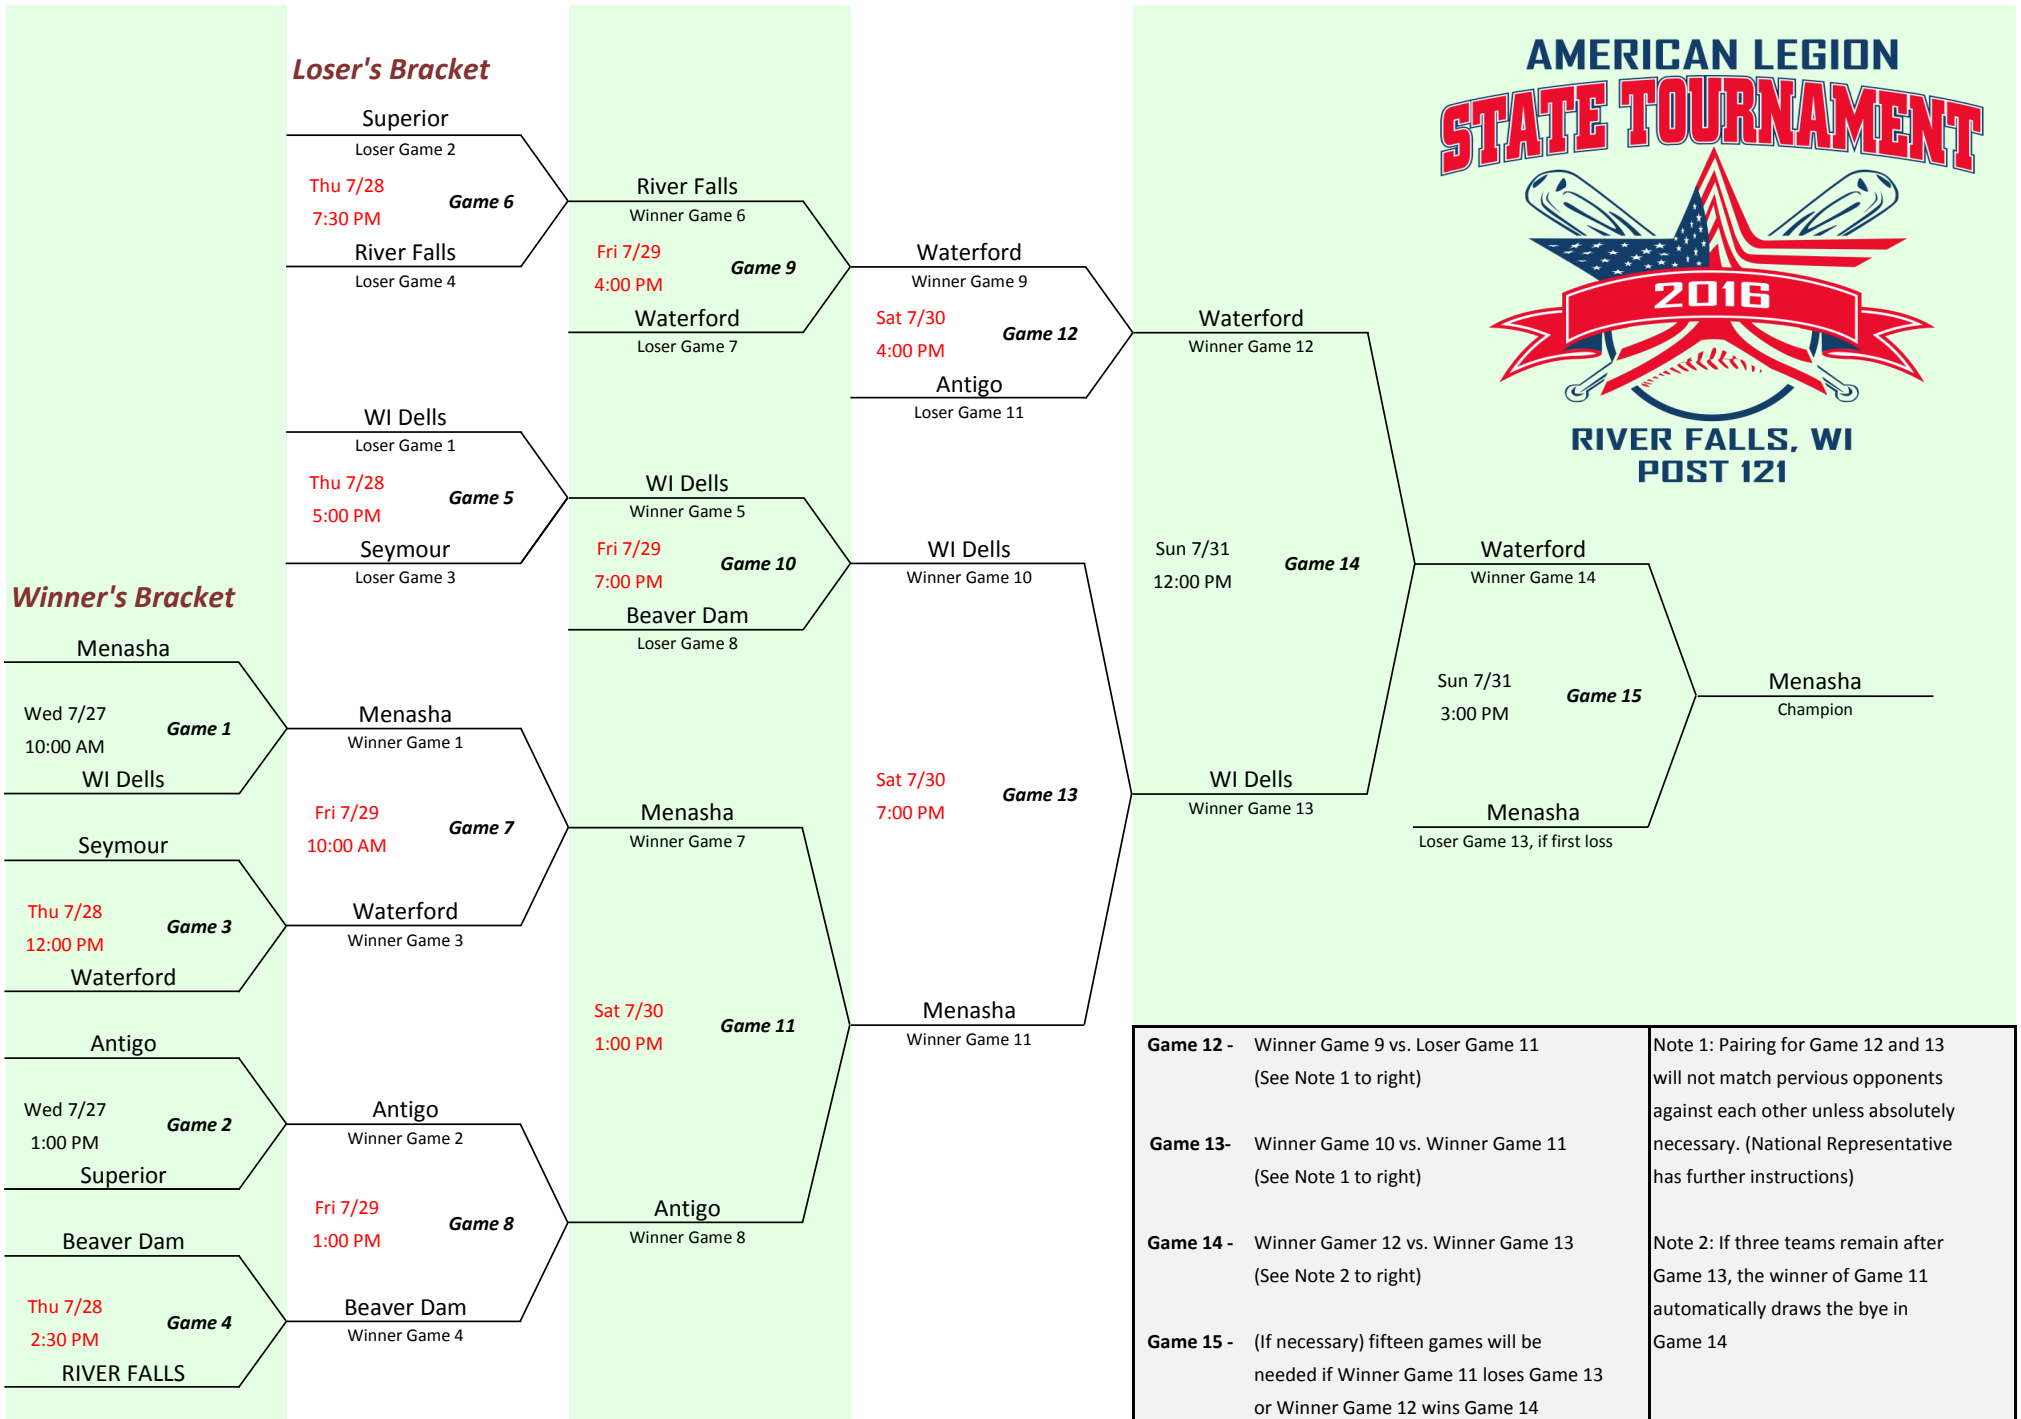 AMERICAN LEGION
STATE TOURNAMENT
2016
RIVER FALLS, WI
POST 121
Loser's Bracket
Superior
Loser Game 2
Thu 7/28
Game 6
7:30 PM
River Falls
Loser Game 4
WI Dells
Loser Game 1
Thu 7/28
Game 5
5:00 PM
Seymour
Loser Game 3
Winner's Bracket
Menasha
Wed 7/27
Game 1
10:00 AM
WI Dells
Seymour
Thu 7/28
Game 3
12:00 PM
Waterford
Antigo
Wed 7/27
Game 2
1:00 PM
Superior
Beaver Dam
Thu 7/28
Game 4
2:30 PM
RIVER FALLS
Menasha
Winner Game 1
Fri 7/29
Game 7
10:00 AM
Waterford
Winner Game 3
Antigo
Winner Game 2
Fri 7/29
Game 8
1:00 PM
Beaver Dam
Winner Game 4
River Falls
Winner Game 6
Fri 7/29
Game 9
4:00 PM
Waterford
Loser Game 7
WI Dells
Winner Game 5
Fri 7/29
Game 10
7:00 PM
Beaver Dam
Loser Game 8
Menasha
Winner Game 7
Sat 7/30
Game 11
1:00 PM
Antigo
Winner Game 8
Waterford
Winner Game 9
Sat 7/30
Game 12
4:00 PM
Antigo
Loser Game 11
WI Dells
Winner Game 10
Sat 7/30
Game 13
7:00 PM
Menasha
Winner Game 11
Waterford
Winner Game 12
Sun 7/31
Game 14
12:00 PM
WI Dells
Winner Game 13
Waterford
Winner Game 14
Sun 7/31
Game 15
3:00 PM
Menasha
Loser Game 13, if first loss
Menasha
Champion
Game 12 - Winner Game 9 vs. Loser Game 11
(See Note 1 to right)
Game 13- Winner Game 10 vs. Winner Game 11
(See Note 1 to right)
Game 14 - Winner Gamer 12 vs. Winner Game 13
(See Note 2 to right)
Game 15 - (If necessary) fifteen games will be
needed if Winner Game 11 loses Game 13
or Winner Game 12 wins Game 14
Note 1: Pairing for Game 12 and 13
will not match pervious opponents
against each other unless absolutely
necessary. (National Representative
has further instructions)
Note 2: If three teams remain after
Game 13, the winner of Game 11
automatically draws the bye in
Game 14